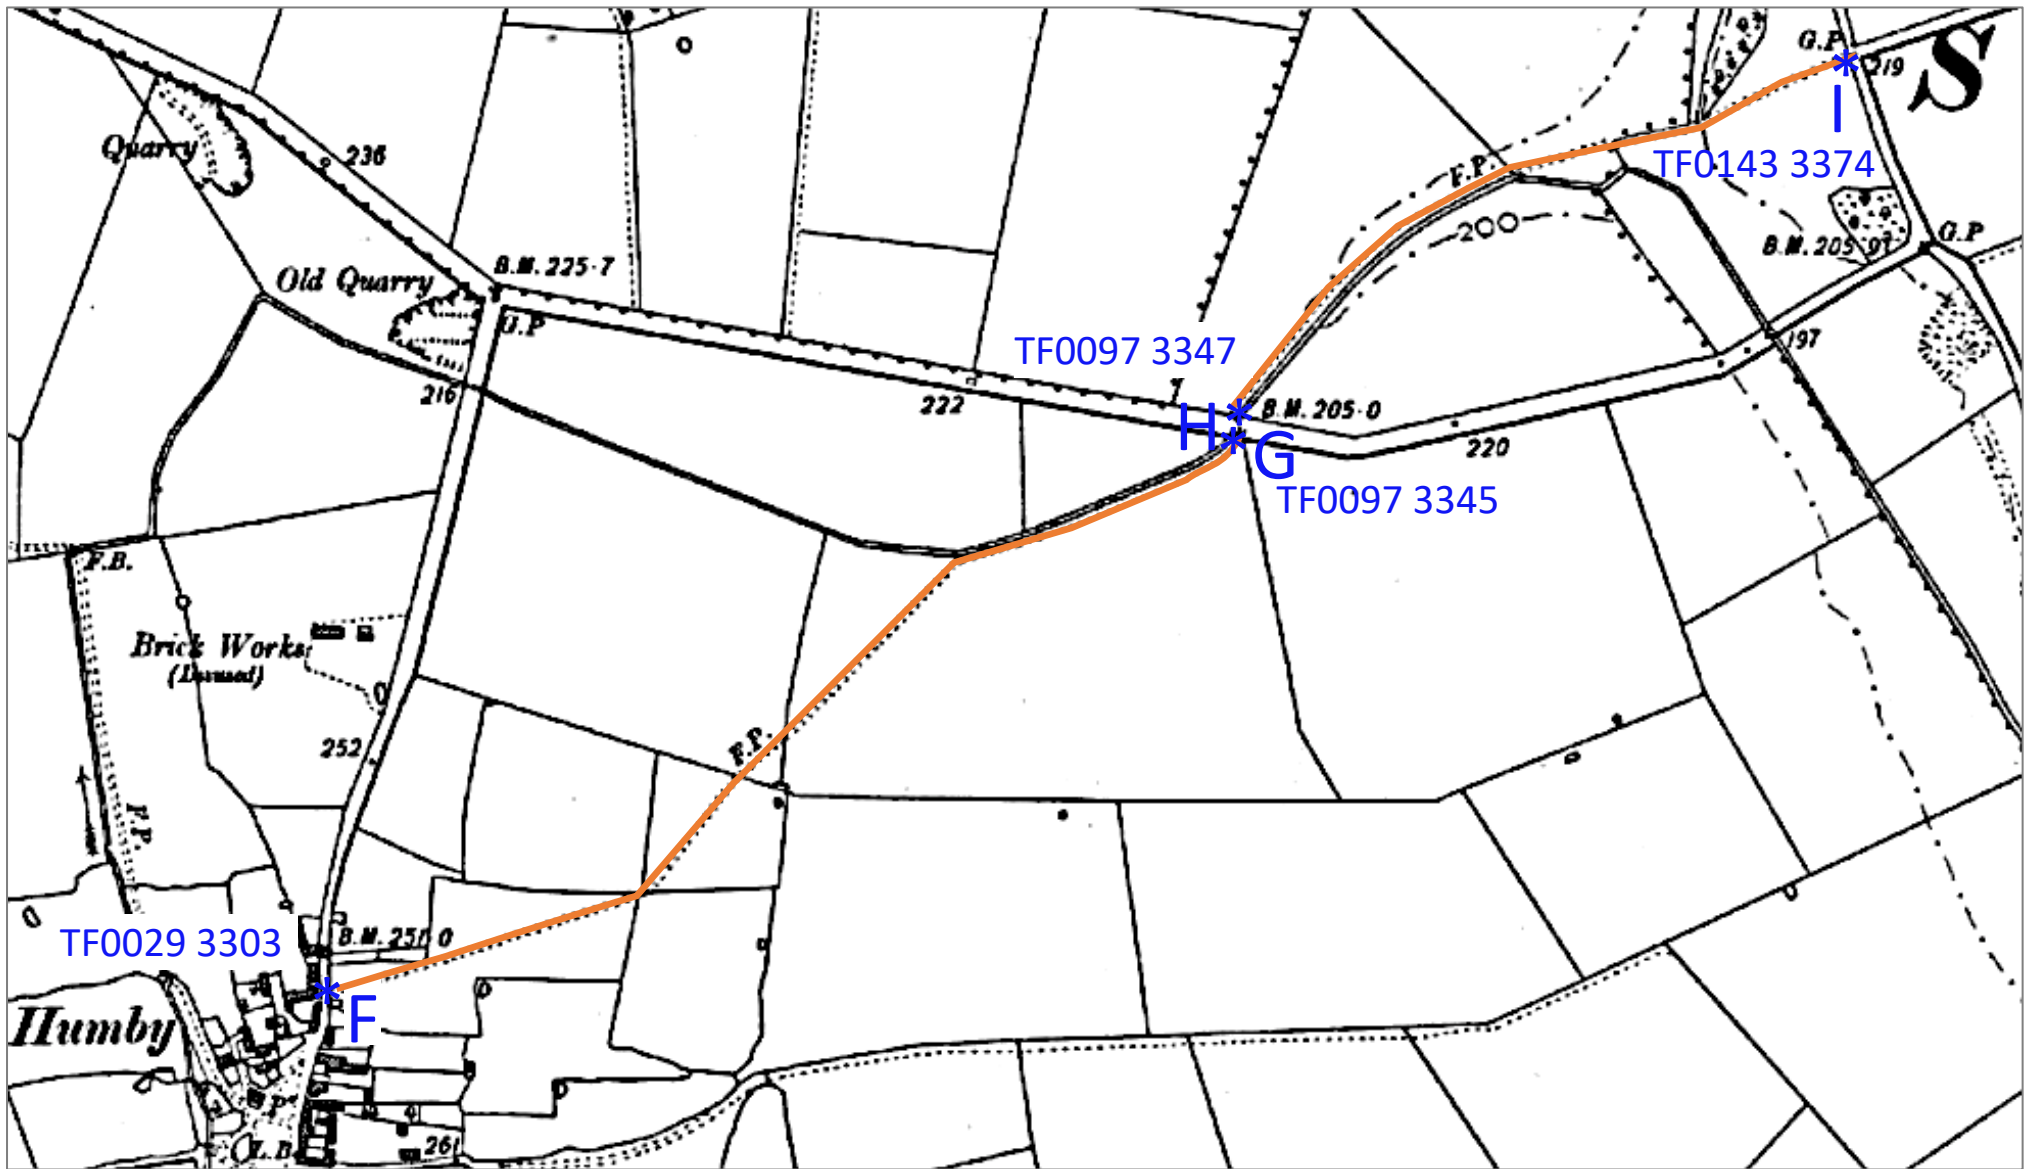 G.P
S
219
I
Quarry
236
F.P.
TF0143 3374
200
G.P
B.M. 205·9
B.M. 225·7
Old Quarry
G.P
TF0097 3347
197
216
222
H
B.M. 205·0
G
220
TF0097 3345
F.B.
Brick Works
(Disused)
252
F.P.
F.P.
TF0029 3303
B.M. 251·0
F
Humby
P
L.B.
261